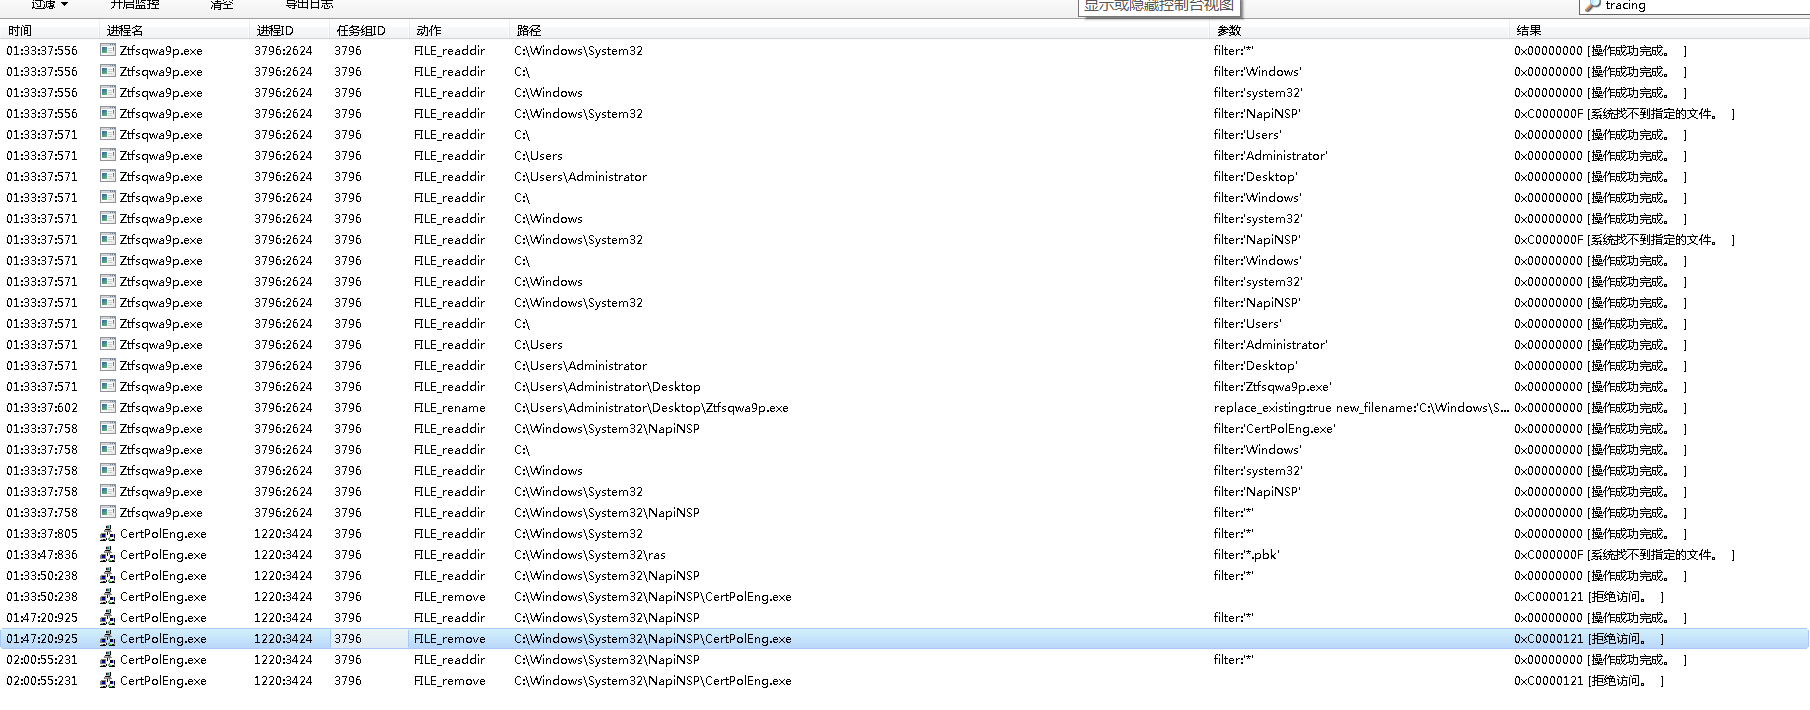 过滤 开启监控 清空 导出日志 显示或隐藏控制台视图 tracing
时间 进程名 进程ID 任务组ID 动作 路径 参数 结果
01:33:37:556 Ztfsqwa9p.exe 3796:2624 3796 FILE_readdir C:\Windows\System32 filter:'*' 0x00000000 [操作成功完成。 ]
01:33:37:556 Ztfsqwa9p.exe 3796:2624 3796 FILE_readdir C:\ filter:'Windows' 0x00000000 [操作成功完成。 ]
01:33:37:556 Ztfsqwa9p.exe 3796:2624 3796 FILE_readdir C:\Windows filter:'system32' 0x00000000 [操作成功完成。 ]
01:33:37:556 Ztfsqwa9p.exe 3796:2624 3796 FILE_readdir C:\Windows\System32 filter:'NapiNSP' 0xC000000F [系统找不到指定的文件。 ]
01:33:37:571 Ztfsqwa9p.exe 3796:2624 3796 FILE_readdir C:\ filter:'Users' 0x00000000 [操作成功完成。 ]
01:33:37:571 Ztfsqwa9p.exe 3796:2624 3796 FILE_readdir C:\Users filter:'Administrator' 0x00000000 [操作成功完成。 ]
01:33:37:571 Ztfsqwa9p.exe 3796:2624 3796 FILE_readdir C:\Users\Administrator filter:'Desktop' 0x00000000 [操作成功完成。 ]
01:33:37:571 Ztfsqwa9p.exe 3796:2624 3796 FILE_readdir C:\ filter:'Windows' 0x00000000 [操作成功完成。 ]
01:33:37:571 Ztfsqwa9p.exe 3796:2624 3796 FILE_readdir C:\Windows filter:'system32' 0x00000000 [操作成功完成。 ]
01:33:37:571 Ztfsqwa9p.exe 3796:2624 3796 FILE_readdir C:\Windows\System32 filter:'NapiNSP' 0xC000000F [系统找不到指定的文件。 ]
01:33:37:571 Ztfsqwa9p.exe 3796:2624 3796 FILE_readdir C:\ filter:'Windows' 0x00000000 [操作成功完成。 ]
01:33:37:571 Ztfsqwa9p.exe 3796:2624 3796 FILE_readdir C:\Windows filter:'system32' 0x00000000 [操作成功完成。 ]
01:33:37:571 Ztfsqwa9p.exe 3796:2624 3796 FILE_readdir C:\Windows\System32 filter:'NapiNSP' 0x00000000 [操作成功完成。 ]
01:33:37:571 Ztfsqwa9p.exe 3796:2624 3796 FILE_readdir C:\ filter:'Users' 0x00000000 [操作成功完成。 ]
01:33:37:571 Ztfsqwa9p.exe 3796:2624 3796 FILE_readdir C:\Users filter:'Administrator' 0x00000000 [操作成功完成。 ]
01:33:37:571 Ztfsqwa9p.exe 3796:2624 3796 FILE_readdir C:\Users\Administrator filter:'Desktop' 0x00000000 [操作成功完成。 ]
01:33:37:571 Ztfsqwa9p.exe 3796:2624 3796 FILE_readdir C:\Users\Administrator\Desktop filter:'Ztfsqwa9p.exe' 0x00000000 [操作成功完成。 ]
01:33:37:602 Ztfsqwa9p.exe 3796:2624 3796 FILE_rename C:\Users\Administrator\Desktop\Ztfsqwa9p.exe replace_existing:true new_filename:'C:\Windows\S... 0x00000000 [操作成功完成。 ]
01:33:37:758 Ztfsqwa9p.exe 3796:2624 3796 FILE_readdir C:\Windows\System32\NapiNSP filter:'CertPolEng.exe' 0x00000000 [操作成功完成。 ]
01:33:37:758 Ztfsqwa9p.exe 3796:2624 3796 FILE_readdir C:\ filter:'Windows' 0x00000000 [操作成功完成。 ]
01:33:37:758 Ztfsqwa9p.exe 3796:2624 3796 FILE_readdir C:\Windows filter:'system32' 0x00000000 [操作成功完成。 ]
01:33:37:758 Ztfsqwa9p.exe 3796:2624 3796 FILE_readdir C:\Windows\System32 filter:'NapiNSP' 0x00000000 [操作成功完成。 ]
01:33:37:758 Ztfsqwa9p.exe 3796:2624 3796 FILE_readdir C:\Windows\System32\NapiNSP filter:'*' 0x00000000 [操作成功完成。 ]
01:33:37:805 CertPolEng.exe 1220:3424 3796 FILE_readdir C:\Windows\System32 filter:'*' 0x00000000 [操作成功完成。 ]
01:33:47:836 CertPolEng.exe 1220:3424 3796 FILE_readdir C:\Windows\System32\ras filter:'*.pbk' 0xC000000F [系统找不到指定的文件。 ]
01:33:50:238 CertPolEng.exe 1220:3424 3796 FILE_readdir C:\Windows\System32\NapiNSP filter:'*' 0x00000000 [操作成功完成。 ]
01:33:50:238 CertPolEng.exe 1220:3424 3796 FILE_remove C:\Windows\System32\NapiNSP\CertPolEng.exe 0xC0000121 [拒绝访问。 ]
01:47:20:925 CertPolEng.exe 1220:3424 3796 FILE_readdir C:\Windows\System32\NapiNSP filter:'*' 0x00000000 [操作成功完成。 ]
01:47:20:925 CertPolEng.exe 1220:3424 3796 FILE_remove C:\Windows\System32\NapiNSP\CertPolEng.exe 0xC0000121 [拒绝访问。 ]
02:00:55:231 CertPolEng.exe 1220:3424 3796 FILE_readdir C:\Windows\System32\NapiNSP filter:'*' 0x00000000 [操作成功完成。 ]
02:00:55:231 CertPolEng.exe 1220:3424 3796 FILE_remove C:\Windows\System32\NapiNSP\CertPolEng.exe 0xC0000121 [拒绝访问。 ]